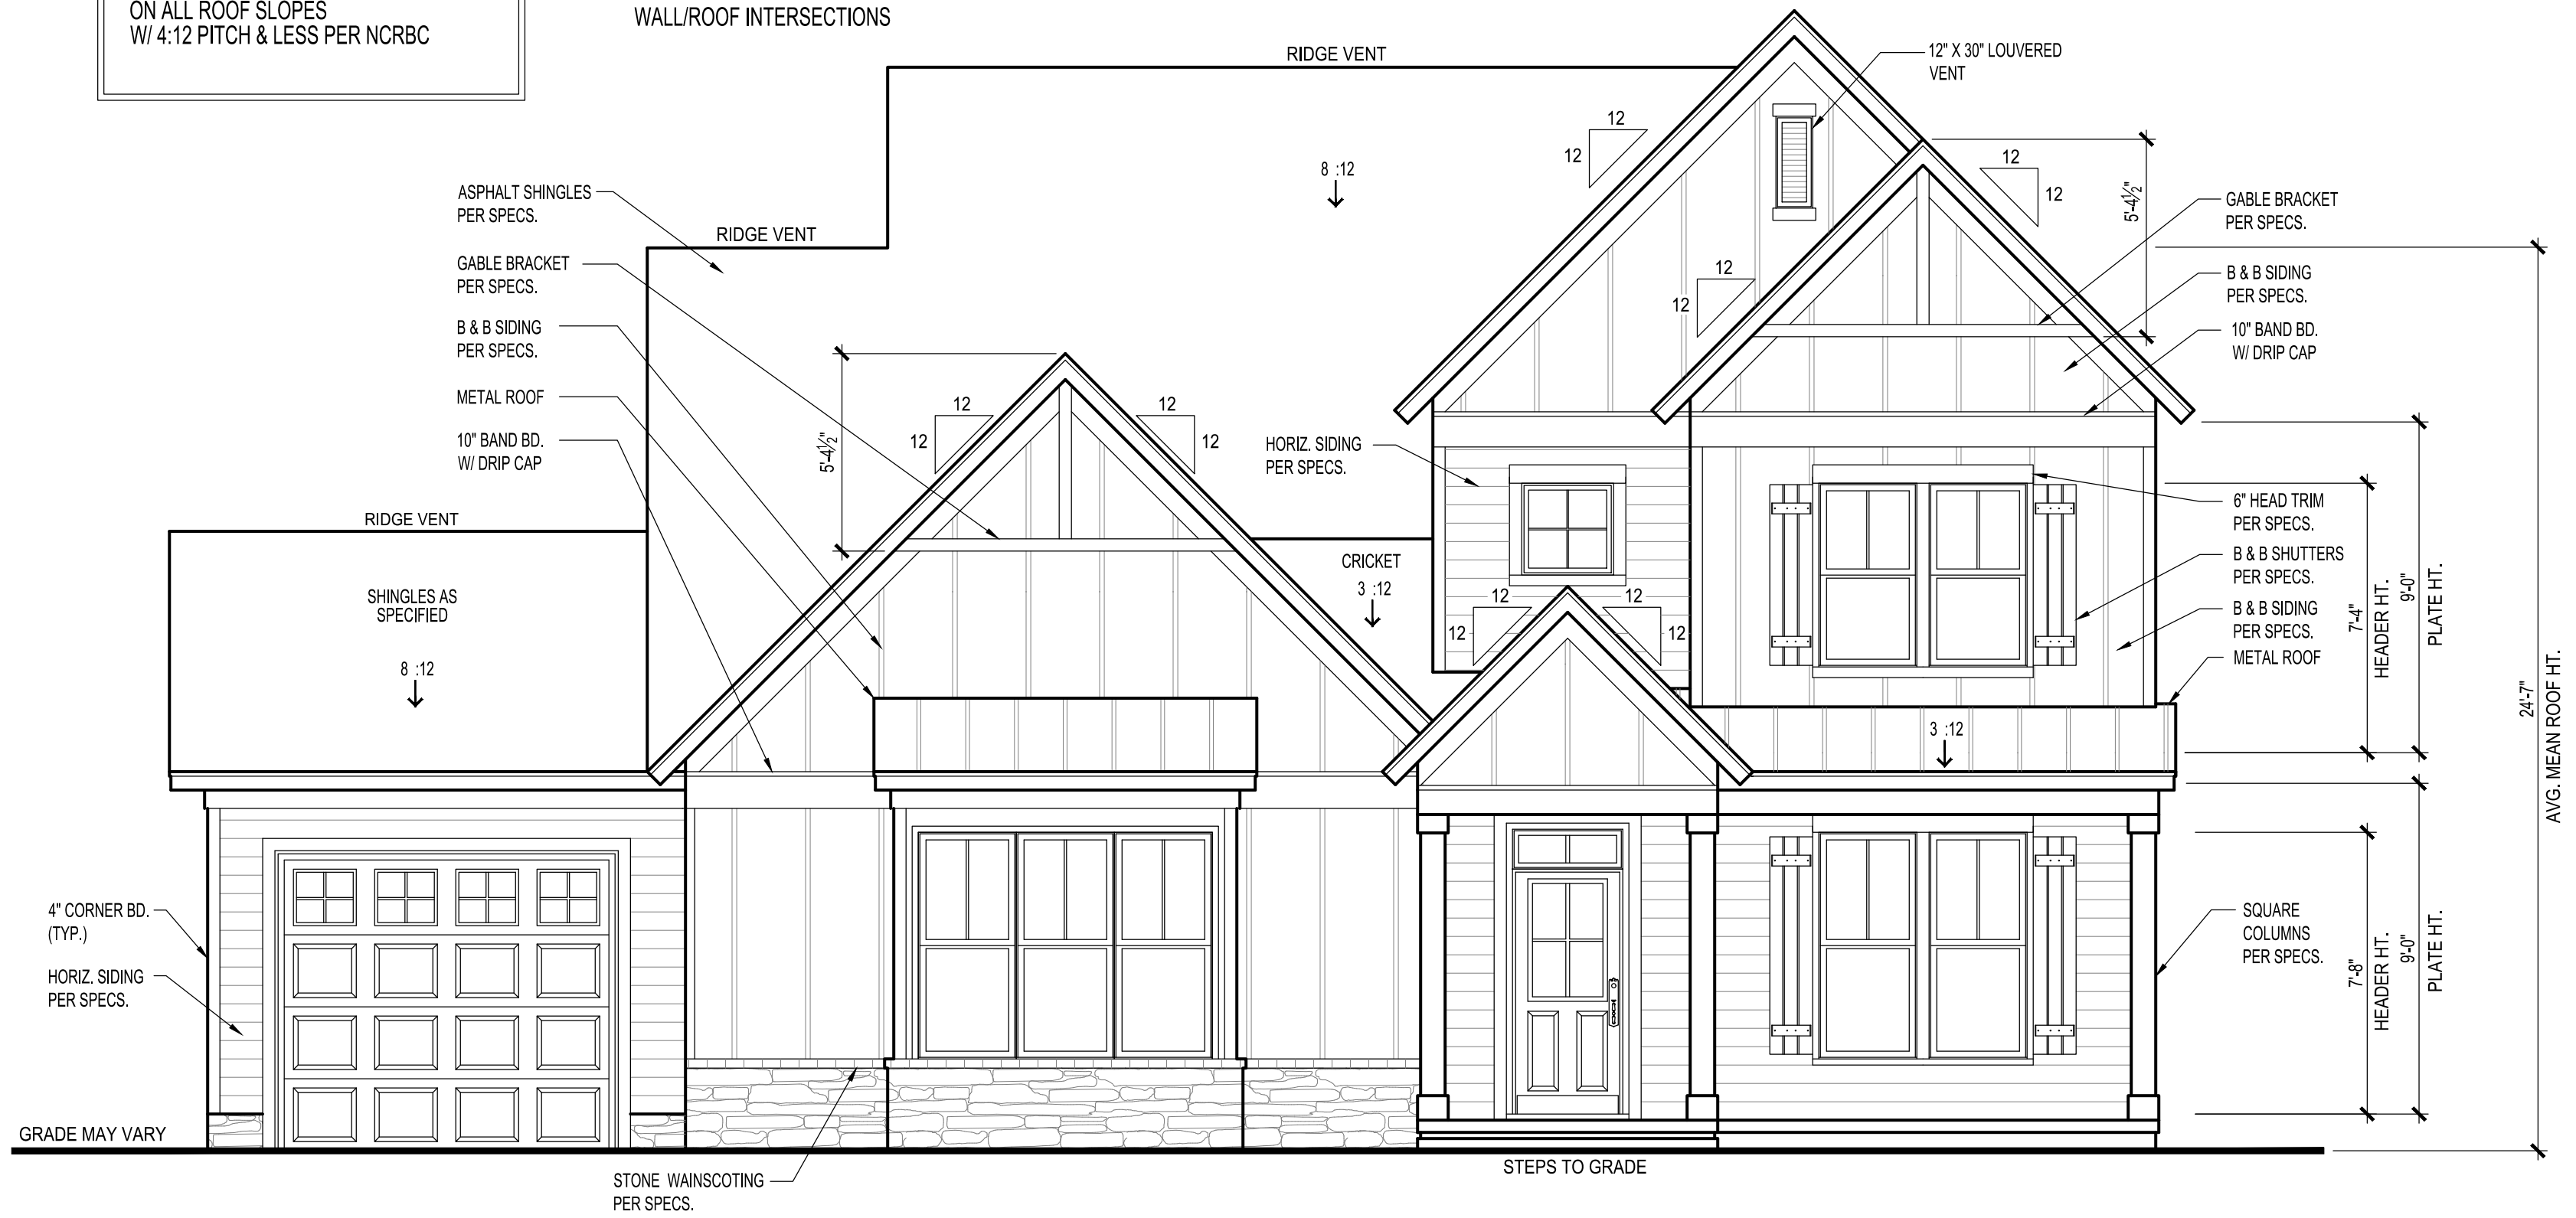 ON ALL ROOF SLOPES
W/ 4:12 PITCH & LESS PER NCRBC
WALL/ROOF INTERSECTIONS
RIDGE VENT
12" X 30" LOUVERED
VENT
12
12
8 :12
12
12
5'-4½"
ASPHALT SHINGLES
PER SPECS.
GABLE BRACKET
PER SPECS.
RIDGE VENT
GABLE BRACKET
PER SPECS.
12
12
B & B SIDING
PER SPECS.
B & B SIDING
PER SPECS.
10" BAND BD.
W/ DRIP CAP
METAL ROOF
10" BAND BD.
W/ DRIP CAP
5'-4½"
12
12
12
12
HORIZ. SIDING
PER SPECS.
6" HEAD TRIM
PER SPECS.
B & B SHUTTERS
PER SPECS.
B & B SIDING
PER SPECS.
METAL ROOF
7'-4"
HEADER HT.
9'-0"
PLATE HT.
RIDGE VENT
SHINGLES AS
SPECIFIED
8 :12
CRICKET
3 :12
12
12
12
12
3 :12
24'-7"
AVG. MEAN ROOF HT.
4" CORNER BD.
(TYP.)
HORIZ. SIDING
PER SPECS.
SQUARE
COLUMNS
PER SPECS.
7'-8"
HEADER HT.
9'-0"
PLATE HT.
GRADE MAY VARY
STONE WAINSCOTING
PER SPECS.
STEPS TO GRADE